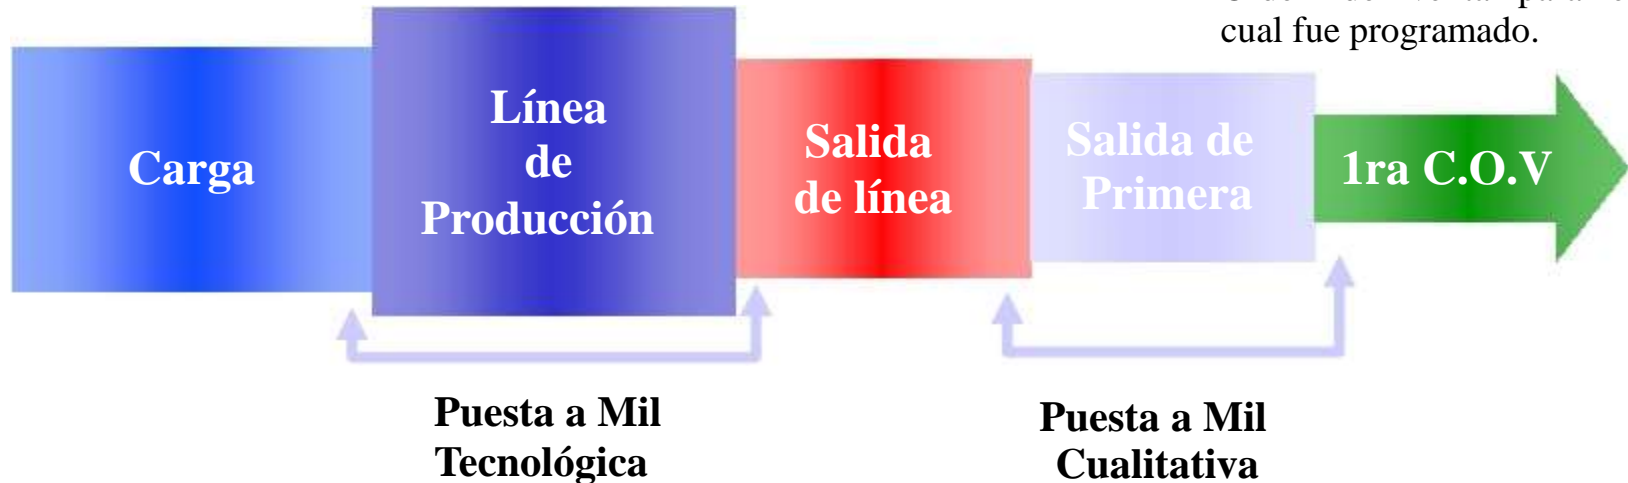 cual fue programado.
Carga
Línea
de
Producción
Salida
de línea
Salida de
Primera
1ra C.O.V
Puesta a Mil
Tecnológica
Puesta a Mil
Cualitativa